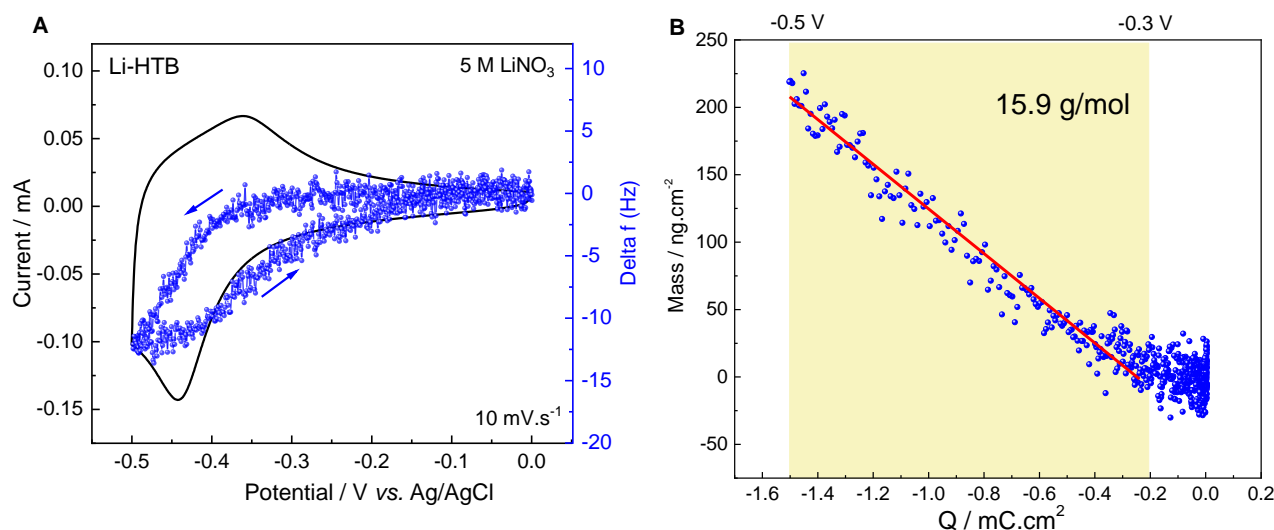 A
Li-HTB
5 M LiNO₃
10 mV.s⁻¹
0.10
0.05
0.00
-0.05
-0.10
-0.15
Current / mA
10
5
0
-5
-10
-15
-20
Delta f (Hz)
-0.5 -0.4 -0.3 -0.2 -0.1 0.0
Potential / V vs. Ag/AgCl
B
-0.5 V -0.3 V
15.9 g/mol
250
200
150
100
50
0
-50
Mass / ng.cm⁻²
-1.6 -1.4 -1.2 -1.0 -0.8 -0.6 -0.4 -0.2 0.0 0.2
Q / mC.cm²